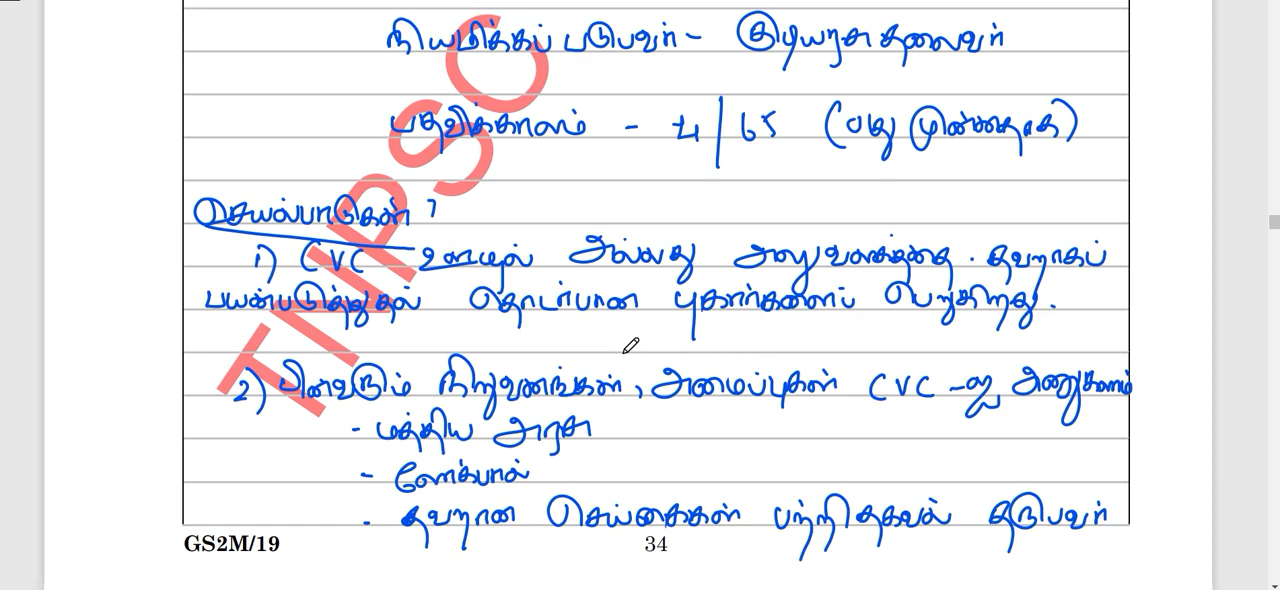 நியமிக்கப்படுபவர் - குடியரசு தலைவர்
பதவிக்காலம் - 4/65 (எது முன்னதாக)
செயல்பாடுகள்:
1) CVC ஊழல் அல்லது அலுவலகத்தை தவறாகப்
பயன்படுத்துதல் தொடர்பான புகார்களைப் பெறுகிறது.
2) பின்வரும் நிறுவனங்கள், அமைப்புகள் CVC -ஐ அணுகலாம்
- மத்திய அரசு
- லோக்பால்
- தவறான செய்கைகள் பற்றி தகவல் தருபவர்
TNPSC
GS2M/19 34